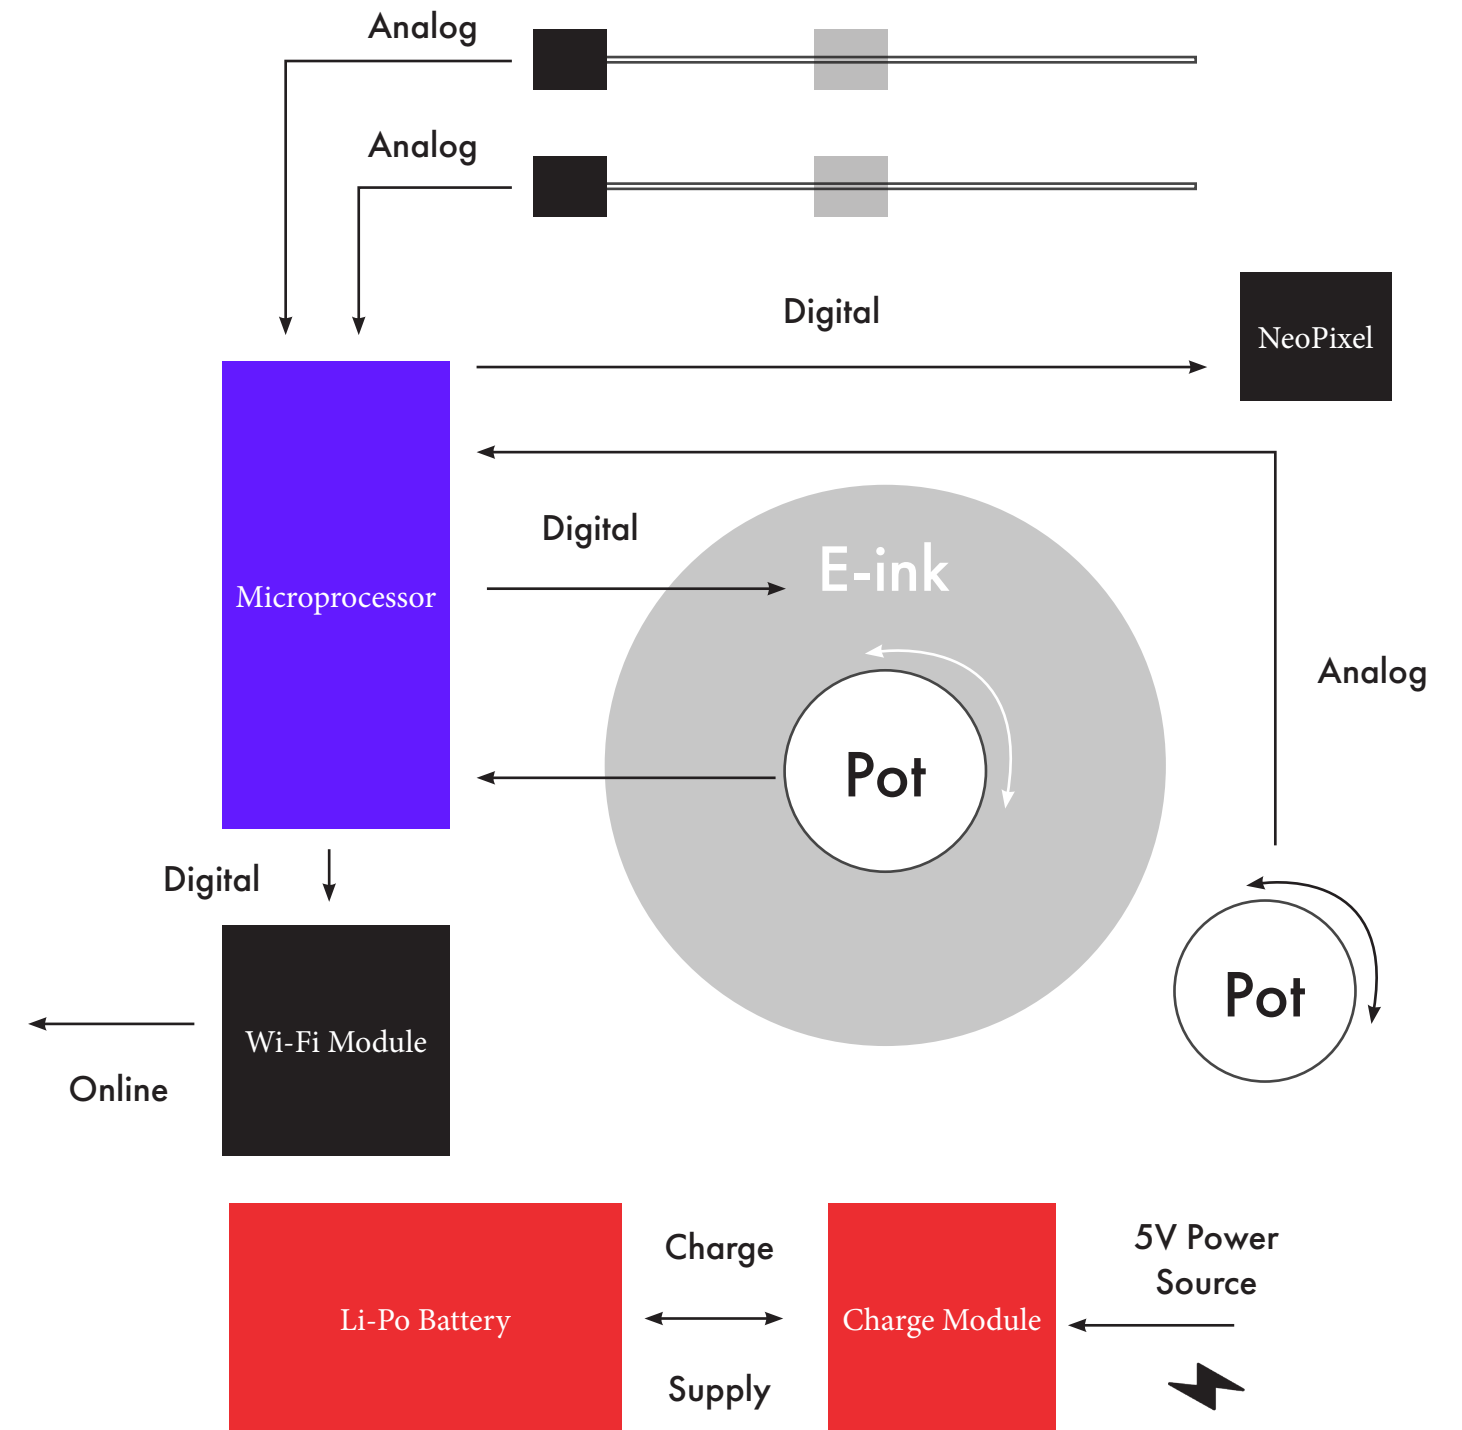 Analog
Analog
Digital
NeoPixel
Digital
E-ink
Microprocessor
Analog
Pot
Digital
Pot
Wi-Fi Module
Online
5V Power
Source
Charge
Li-Po Battery
Charge Module
Supply